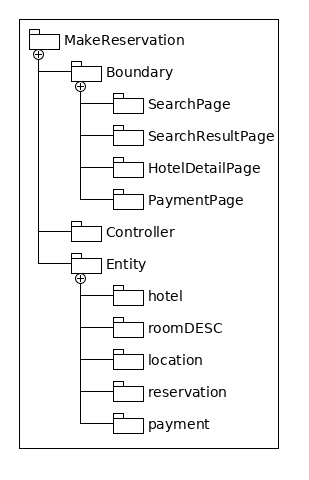 MakeReservation
Boundary
SearchPage
SearchResultPage
HotelDetailPage
PaymentPage
Controller
Entity
hotel
roomDESC
location
reservation
payment